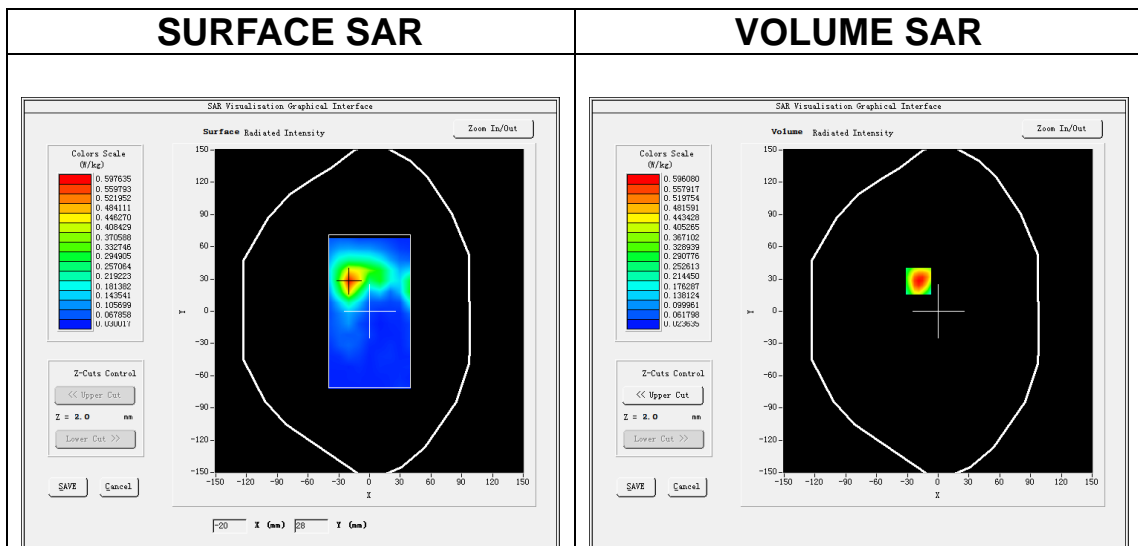 SURFACE SAR
VOLUME SAR
SAR Visualisation Graphical Interface
Surface Radiated Intensity
Zoom In/Out
Colors Scale
(W/kg)
0.597635
0.559793
0.521952
0.484111
0.446270
0.408429
0.370588
0.332746
0.294905
0.257064
0.219223
0.181382
0.143541
0.105699
0.067858
0.030017
150
120
90
60
30
0
-30
-60
-90
-120
-150
Y
-150 -120 -90 -60 -30 0 30 60 90 120 150
X
Z-Cuts Control
<< Upper Cut
Z = 2.0 mm
Lower Cut >>
SAVE Cancel
-20 X (mm) 28 Y (mm)
SAR Visualisation Graphical Interface
Volume Radiated Intensity
Zoom In/Out
Colors Scale
(W/kg)
0.596080
0.557917
0.519754
0.481591
0.443428
0.405265
0.367102
0.328939
0.290776
0.252613
0.214450
0.176287
0.138124
0.099961
0.061798
0.023635
150
120
90
60
30
0
-30
-60
-90
-120
-150
Y
-150 -120 -90 -60 -30 0 30 60 90 120 150
X
Z-Cuts Control
<< Upper Cut
Z = 2.0 mm
Lower Cut >>
SAVE Cancel